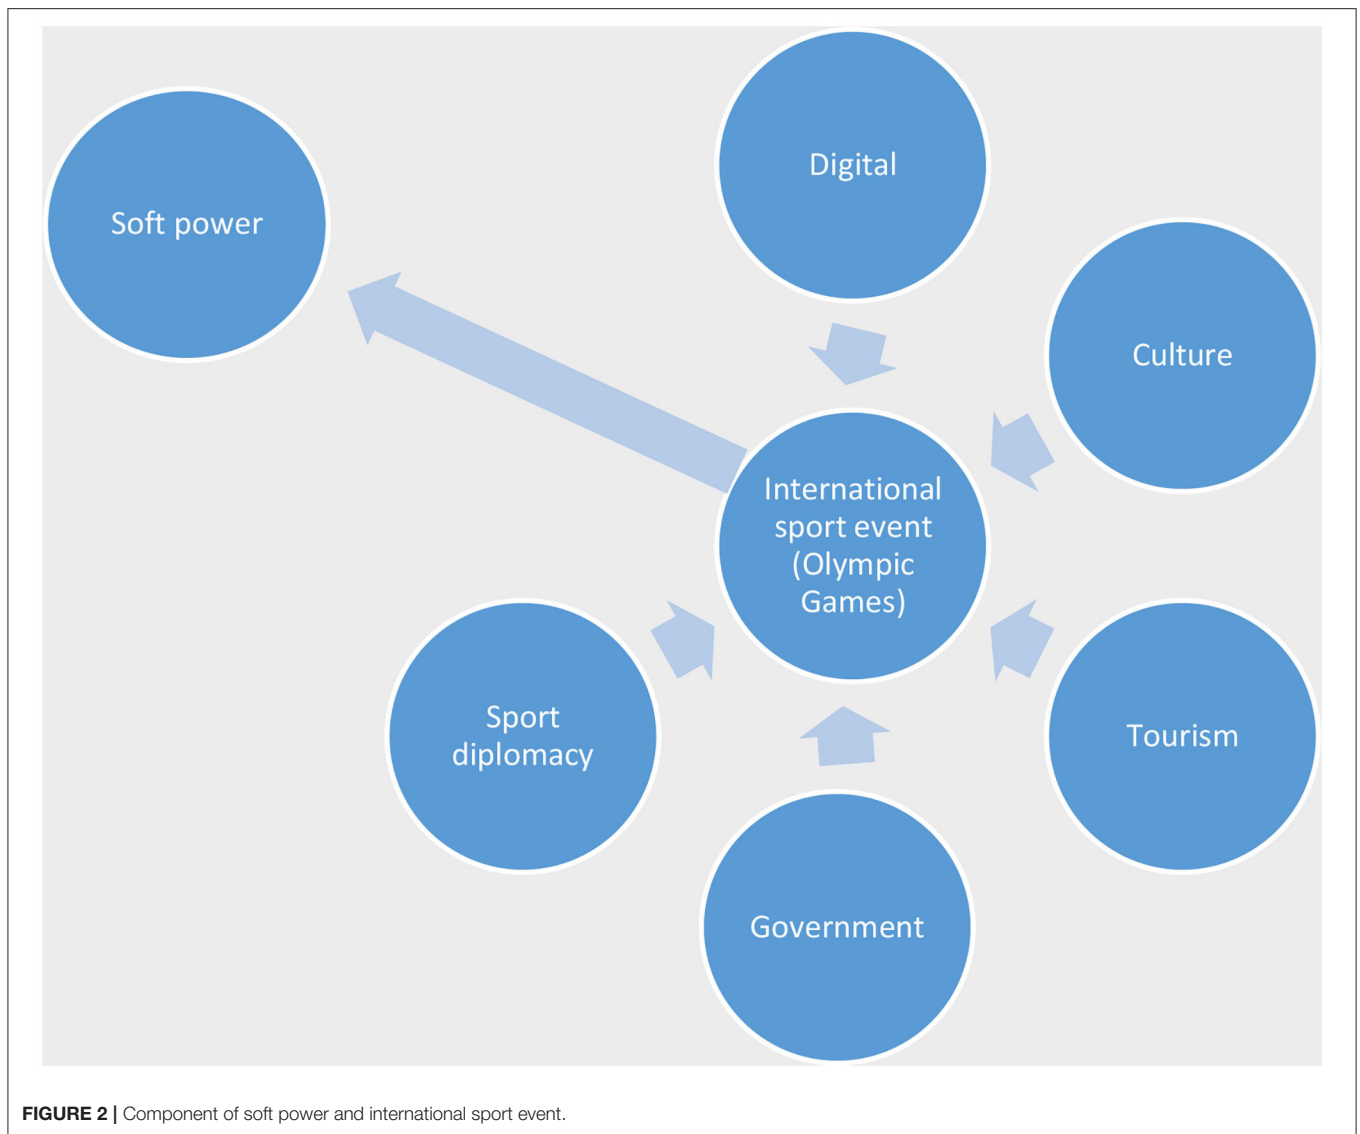 Soft power
Digital
Culture
International
sport event
(Olympic
Games)
Sport
diplomacy
Tourism
Government
FIGURE 2 | Component of soft power and international sport event.